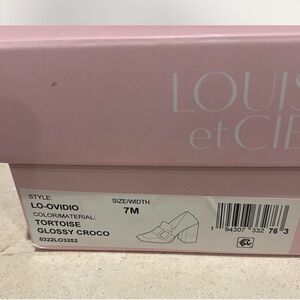 LOUIS
et CIE
STYLE:
LO-OVIDIO
COLOR/MATERIAL:
TORTOISE
GLOSSY CROCO
0322LO3252
SIZE/WIDTH:
7M
1 94307 332 76 3